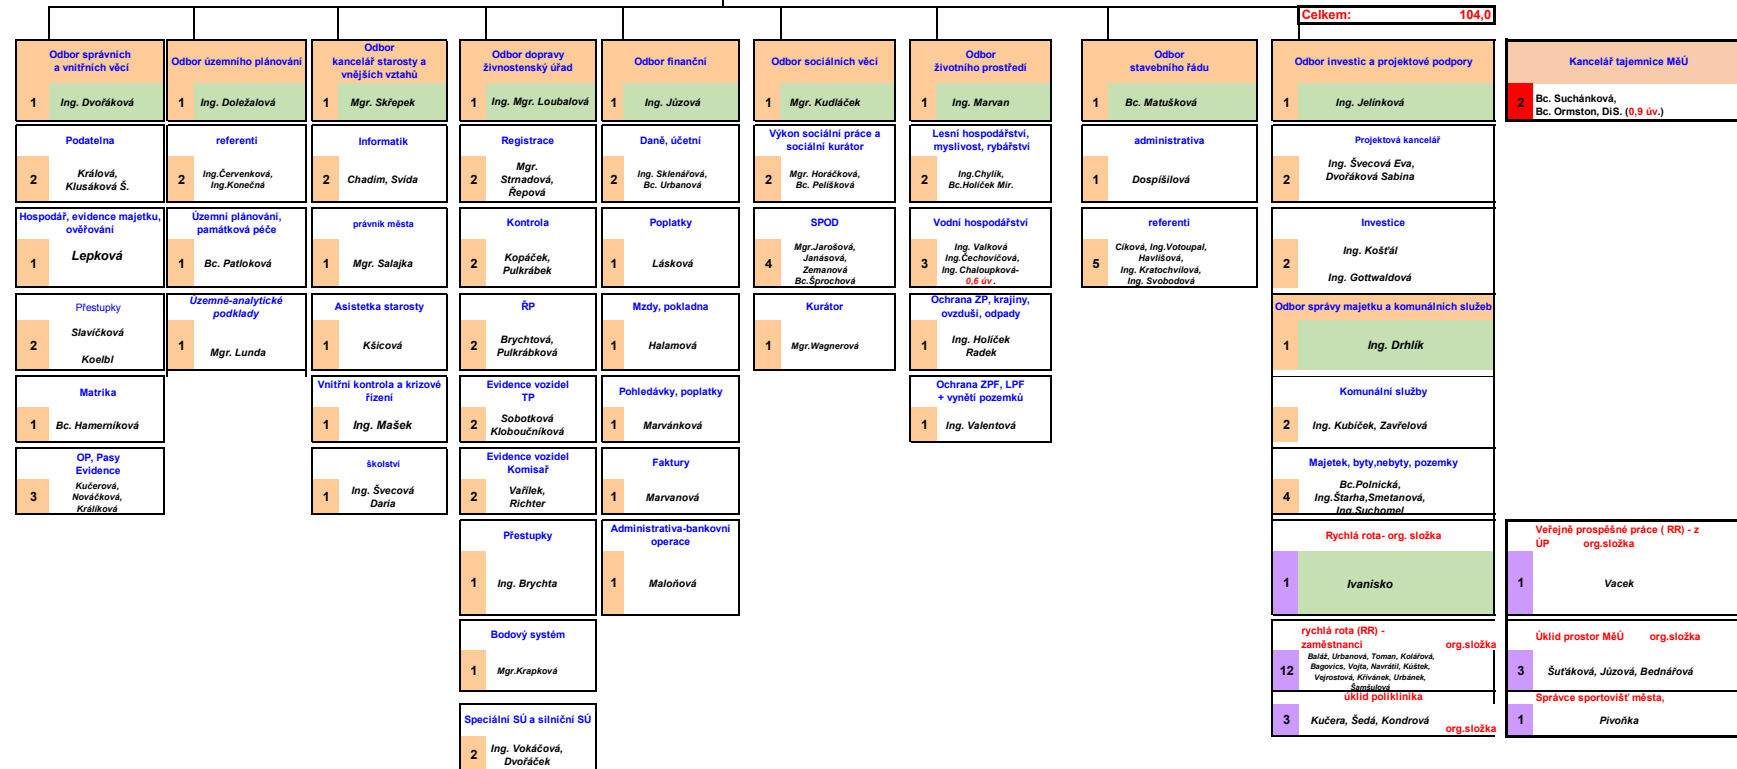 Celkem: 104,0
Odbor správních
a vnitřních věcí
1 Ing. Dvořáková
Podatelna
2 Králová,
Klusáková Š.
Hospodář, evidence majetku,
ověřování
1 Lepková
Přestupky
Slavíčková
2
Koelbl
Matrika
1 Bc. Hamerníková
OP, Pasy
Evidence
3 Kučerová,
Nováčková,
Králíková
Odbor územního plánování
1 Ing. Doležalová
referenti
2 Ing.Červenková,
Ing.Konečná
Územní plánování,
památková péče
1 Bc. Patloková
Územně-analytické
podklady
1 Mgr. Lunda
Odbor
kancelář starosty a
vnějších vztahů
1 Mgr. Skřepek
Informatik
2 Chadim, Svída
právník města
1 Mgr. Salajka
Asistetka starosty
1 Kšicová
Vnitřní kontrola a krizové
řízení
1 Ing. Mašek
školství
1 Ing. Švecová
Daria
Odbor dopravy
živnostenský úřad
1 Ing. Mgr. Loubalová
Registrace
2 Mgr.
Strnadová,
Řepová
Kontrola
2 Kopáček,
Pulkrábek
ŘP
2 Brychtová,
Pulkrábková
Evidence vozidel
TP
2 Sobotková
Kloboučníková
Evidence vozidel
Komisař
2 Vařílek,
Richter
Přestupky
1 Ing. Brychta
Bodový systém
1 Mgr.Krapková
Speciální SÚ a silniční SÚ
2 Ing. Vokáčová,
Dvořáček
Odbor finanční
1 Ing. Jůzová
Daně, účetní
2 Ing. Sklenářová,
Bc. Urbanová
Poplatky
1 Lásková
Mzdy, pokladna
1 Halamová
Pohledávky, poplatky
1 Marvánková
Faktury
1 Marvanová
Administrativa-bankovní
operace
1 Maloňová
Odbor sociálních věcí
1 Mgr. Kudláček
Výkon sociální práce a
sociální kurátor
2 Mgr. Horáčková,
Bc. Pelíšková
SPOD
4 Mgr.Jarošová,
Janásová,
Zemanová
Bc.Šprochová
Kurátor
1 Mgr.Wagnerová
Odbor
životního prostředí
1 Ing. Marvan
Lesní hospodářství,
myslivost, rybářství
2 Ing.Chylík,
Bc.Holíček Mir.
Vodní hospodářství
3 Ing. Valková
Ing.Čechovičová,
Ing. Chaloupková-
0,6 úv.
Ochrana ŽP, krajiny,
ovzduší, odpady
1 Ing. Holíček
Radek
Ochrana ZPF, LPF
+ vynětí pozemků
1 Ing. Valentová
Odbor
stavebního řádu
1 Bc. Matušková
administrativa
1 Dospíšilová
referenti
5 Cíková, Ing.Votoupal,
Havlišová,
Ing. Kratochvílová,
Ing. Svobodová
Odbor investic a projektové podpory
1 Ing. Jelínková
Projektová kancelář
2 Ing. Švecová Eva,
Dvořáková Sabina
Investice
Ing. Košťál
2
Ing. Gottwaldová
Odbor správy majetku a komunálních služeb
1 Ing. Drhlík
Komunální služby
2 Ing. Kubíček, Zavřelová
Majetek, byty,nebyty, pozemky
4 Bc.Polnická,
Ing.Štarha,Smetanová,
Ing.Suchomel
Rychlá rota- org. složka
1 Ivanisko
rychlá rota (RR) -
zaměstnanci org.složka
12 Baláž, Urbanová, Toman, Kolářová,
Bagovics, Vojta, Navrátil, Kůštek,
Vejrostová, Křivánek, Urbánek,
Šamšulová
úklid poliklinika
3 Kučera, Šedá, Kondrová
org.složka
Kancelář tajemnice MěÚ
2 Bc. Suchánková,
Bc. Ormston, DiS. (0,9 úv.)
Veřejně prospěšné práce ( RR) - z
ÚP org.složka
1 Vacek
Úklid prostor MěÚ org.složka
3 Šuťáková, Jůzová, Bednářová
Správce sportovišť města,
1 Pivoňka